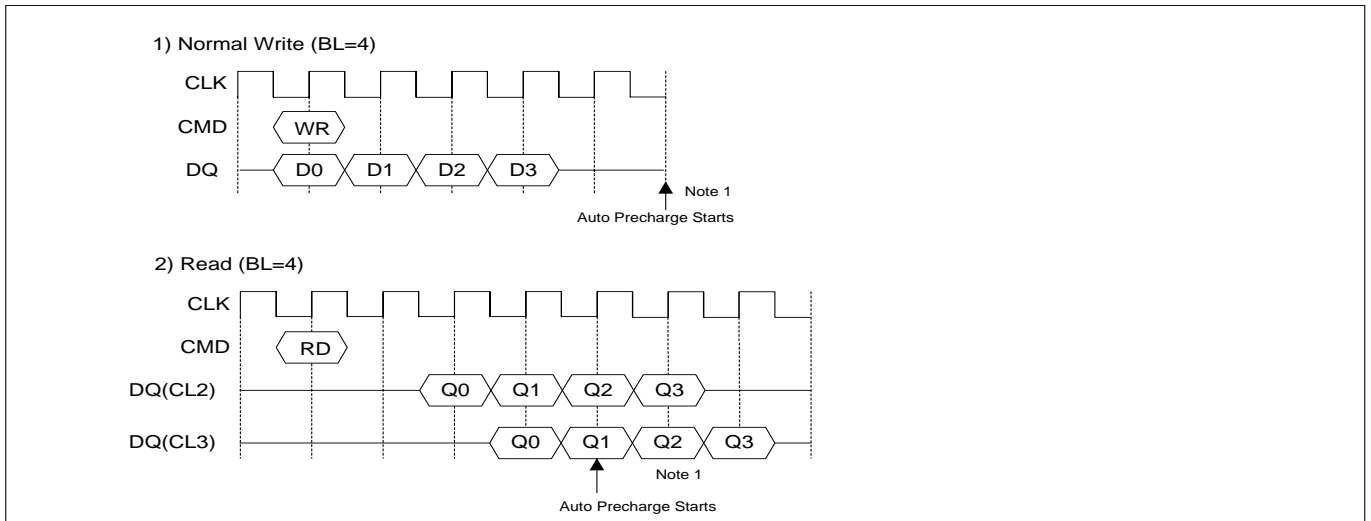 1) Normal Write (BL=4)
CLK
CMD WR
DQ D0 D1 D2 D3
Note 1
Auto Precharge Starts
2) Read (BL=4)
CLK
CMD RD
DQ(CL2) Q0 Q1 Q2 Q3
DQ(CL3) Q0 Q1 Q2 Q3
Note 1
Auto Precharge Starts